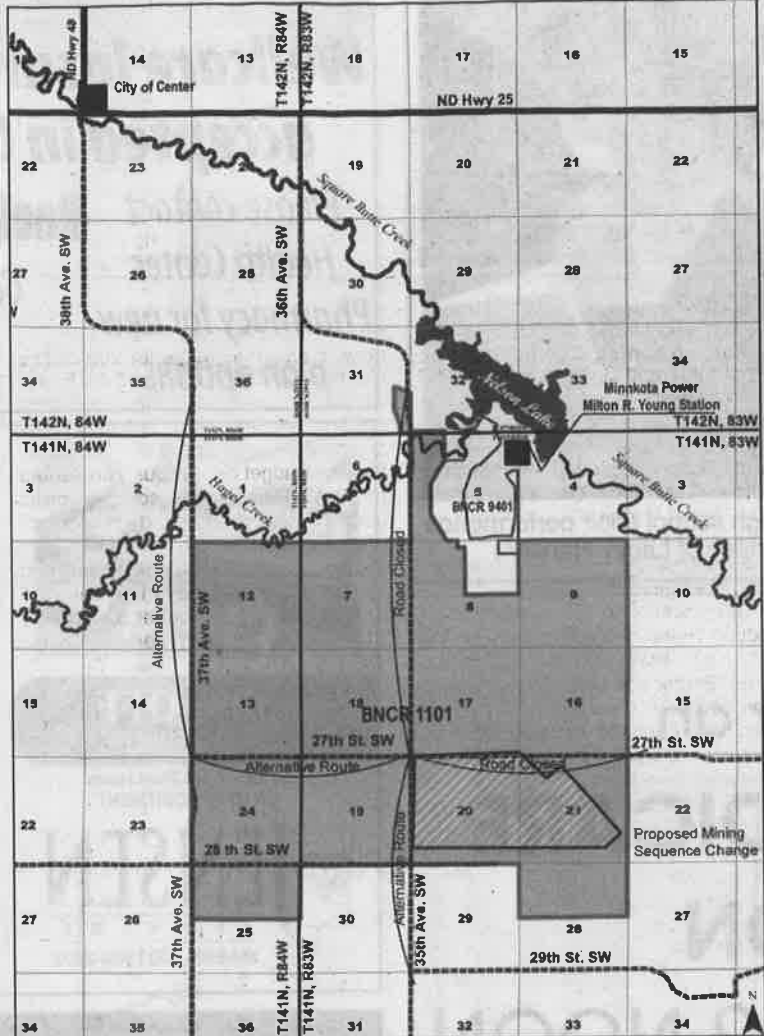 ND Hwy 48
14
13
T142N, R84W
T142N, R83W
17
16
15
City of Center
ND Hwy 25
22
23
19
20
21
22
Square Butte Creek
38th Ave. SW
36th Ave. SW
27
26
25
30
29
28
27
34
35
36
31
32
Nelson Lake
33
34
Minnkota Power
Milton R. Young Station
T142N, 84W
T142N, 83W
T141N, 84W
T141N, 83W
3
2
1
6
5
4
3
Hagel Creek
BNCR 9401
Square Butte Creek
10
11
12
7
8
9
10
Alternative Route
37th Ave. SW
Road Closed
15
14
13
18
17
16
15
BNCR 1101
27th St. SW
27th St. SW
Alternative Route
Road Closed
22
23
24
19
20
21
22
Alternative Route
Proposed Mining
Sequence Change
28 th St. SW
27
26
25
30
29
28
27
37th Ave. SW
35th Ave. SW
29th St. SW
T141N, R84W
T141N, R83W
34
35
36
31
32
33
34
N